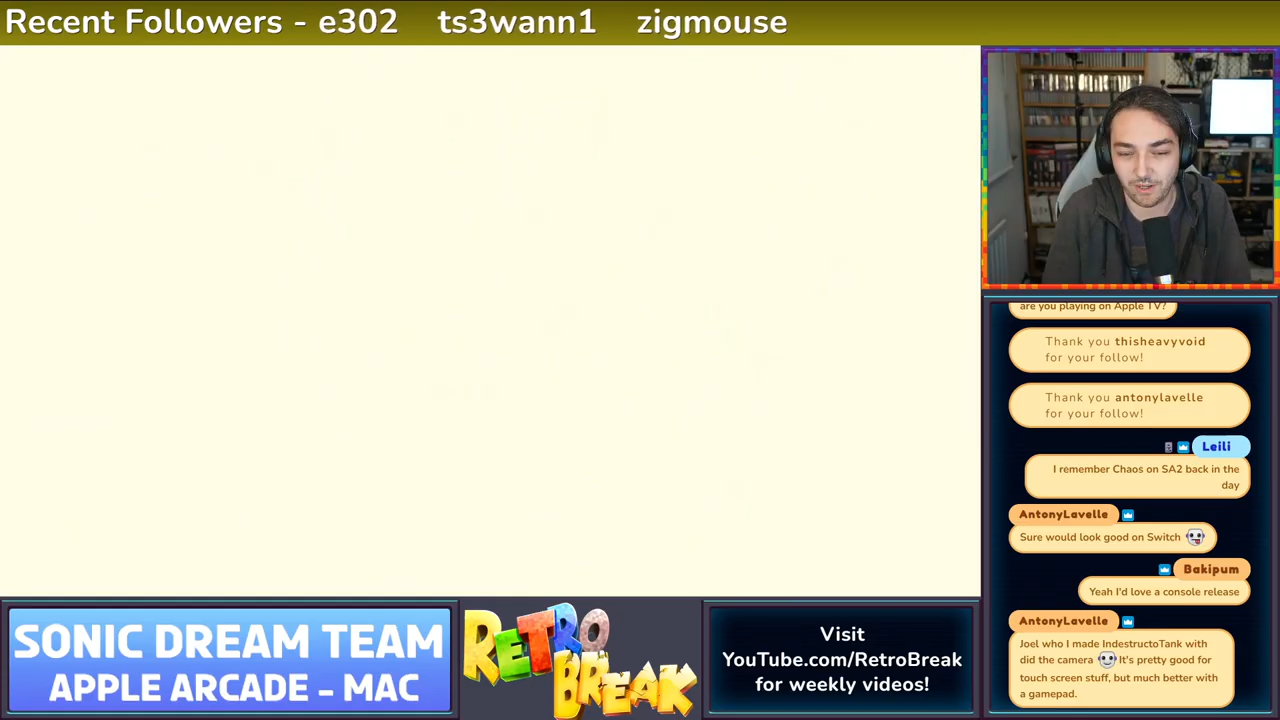 Recent Followers - e302 ts3wann1 zigmouse
are you playing on Apple TV?
Thank you thisheavyvoid
for your follow!
Thank you antonylavelle
for your follow!
Leili
I remember Chaos on SA2 back in the
day
AntonyLavelle
Sure would look good on Switch
Bakipum
Yeah I'd love a console release
AntonyLavelle
Joel who I made IndestructoTank with
did the camera It's pretty good for
touch screen stuff, but much better with
a gamepad.
SONIC DREAM TEAM
APPLE ARCADE - MAC
RETRO
BREAK
Visit
YouTube.com/RetroBreak
for weekly videos!